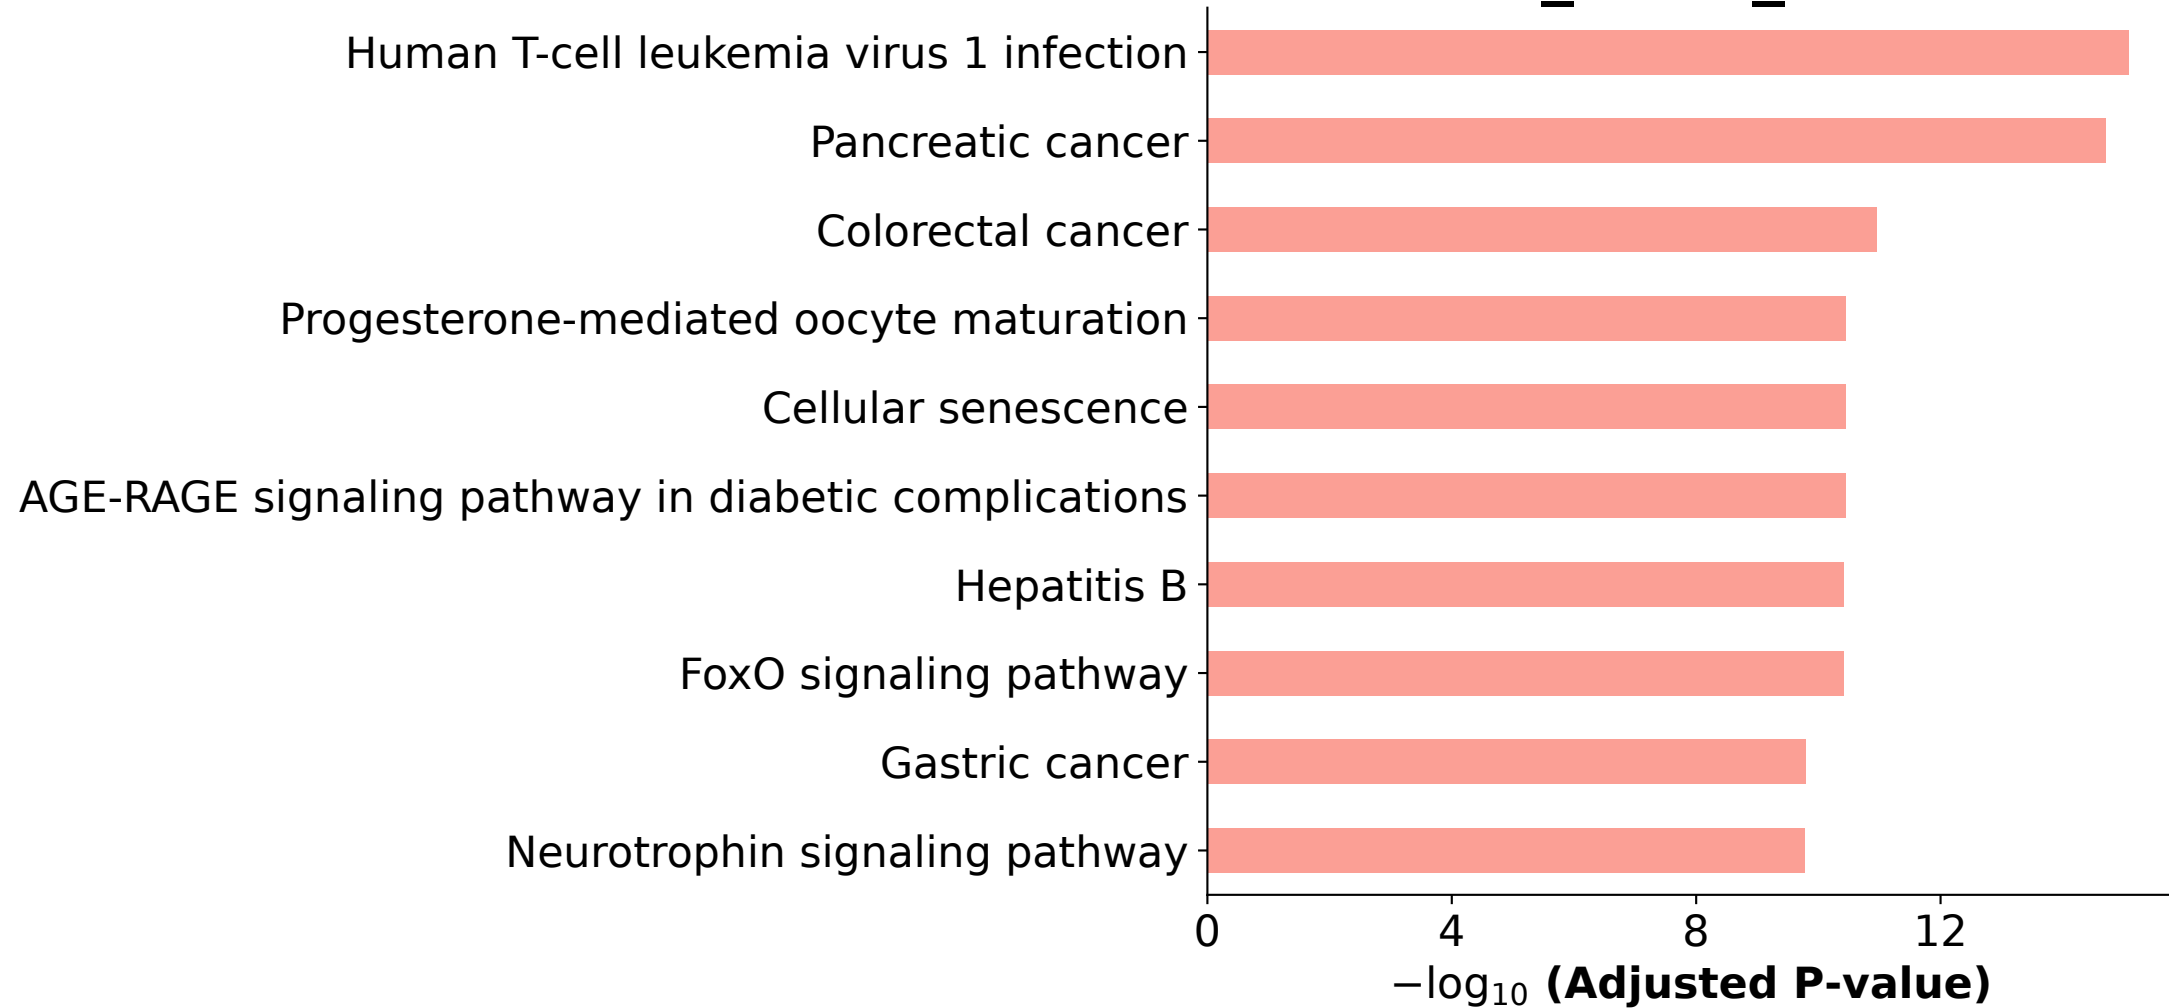 Human T-cell leukemia virus 1 infection
Pancreatic cancer
Colorectal cancer
Progesterone-mediated oocyte maturation
Cellular senescence
AGE-RAGE signaling pathway in diabetic complications
Hepatitis B
FoxO signaling pathway
Gastric cancer
Neurotrophin signaling pathway
0 4 8 12
−log₁₀ (Adjusted P-value)